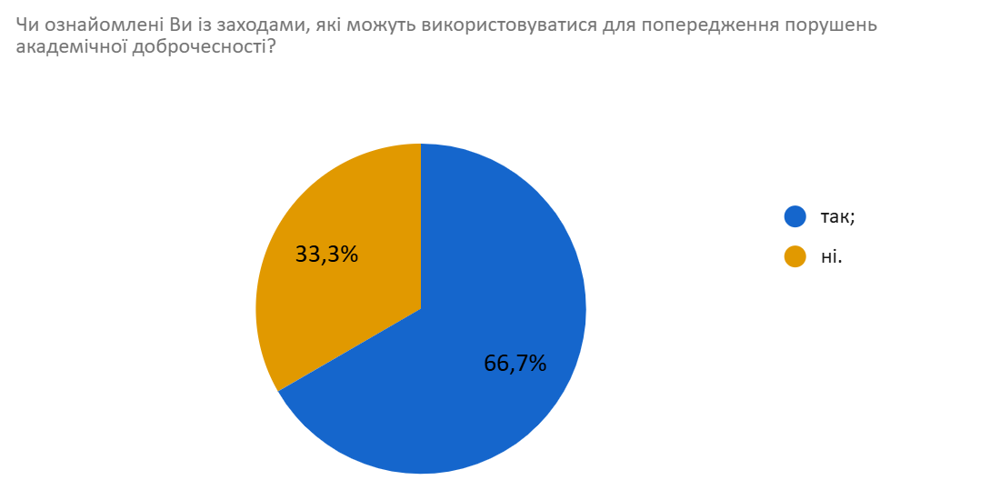 Чи ознайомлені Ви із заходами, які можуть використовуватися для попередження порушень
академічної доброчесності?
33,3%
66,7%
так;
ні.